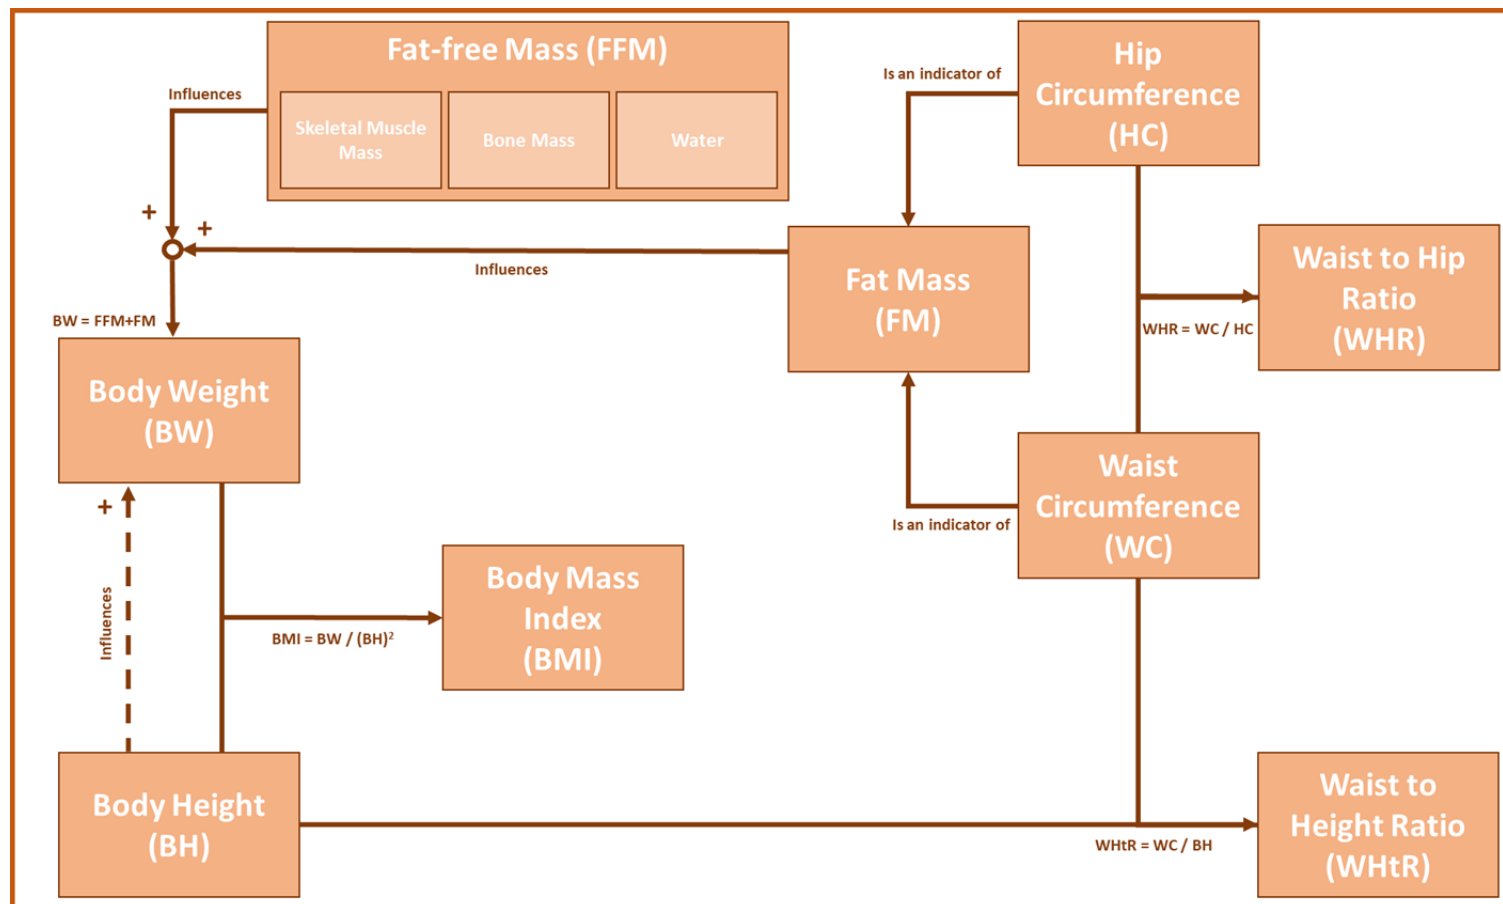 Fat-free Mass (FFM)
Skeletal Muscle
Mass
Bone Mass
Water
Influences
+
+
Influences
BW = FFM+FM
Hip
Circumference
(HC)
Is an indicator of
Fat Mass
(FM)
Waist to Hip
Ratio
(WHR)
WHR = WC / HC
Body Weight
(BW)
Waist
Circumference
(WC)
Is an indicator of
+
Influences
Body Mass
Index
(BMI)
BMI = BW / (BH)²
Body Height
(BH)
Waist to
Height Ratio
(WHtR)
WHtR = WC / BH